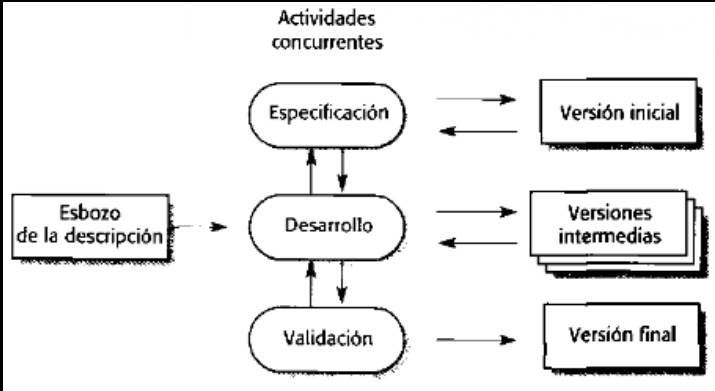 Actividades
concurrentes
Especificación
Versión inicial
Esbozo
de la descripción
Desarrollo
Versiones
intermedias
Validación
Versión final